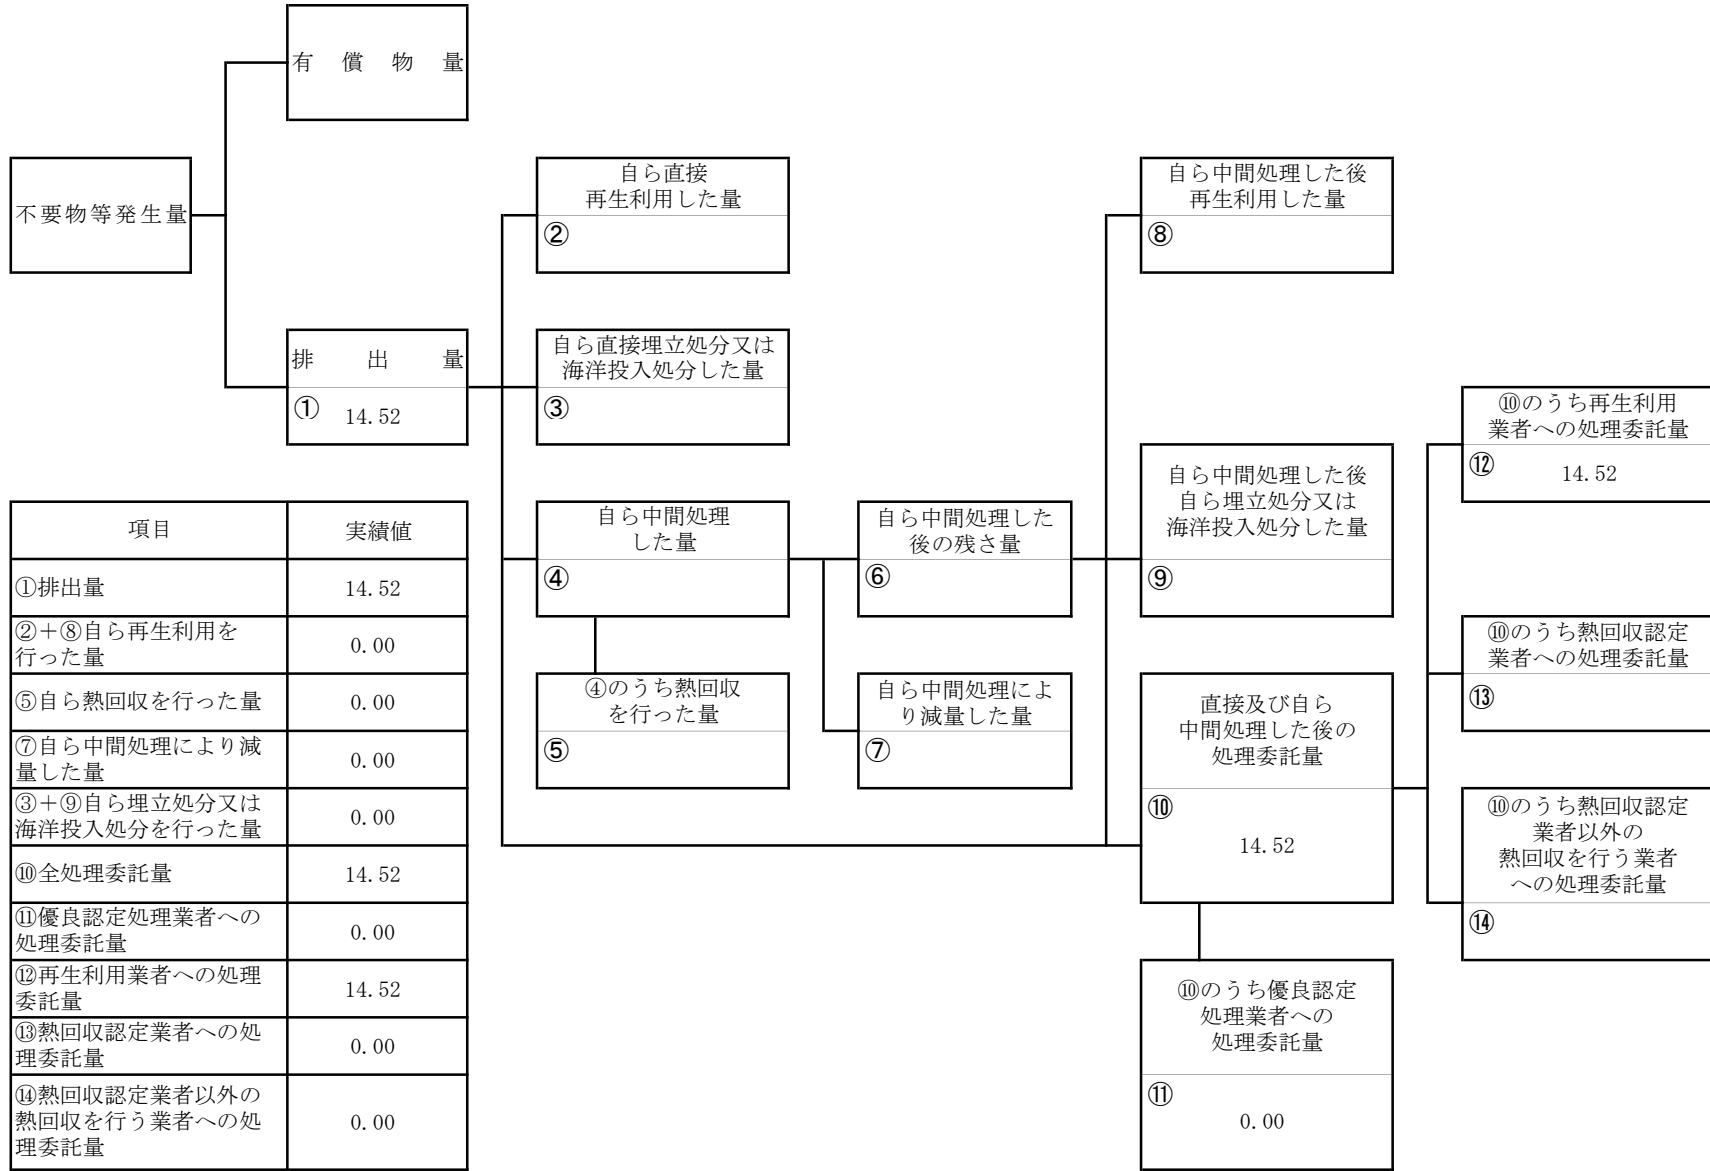 有償物量
不要物等発生量
自ら直接
再生利用した量
②
自ら中間処理した後
再生利用した量
⑧
排出量
① 14.52
自ら直接埋立処分又は
海洋投入処分した量
③
⑩のうち再生利用
業者への処理委託量
⑫ 14.52
自ら中間処理
した量
④
自ら中間処理した
後の残さ量
⑥
自ら中間処理した後
自ら埋立処分又は
海洋投入処分した量
⑨
⑩のうち熱回収認定
業者への処理委託量
⑬
④のうち熱回収
を行った量
⑤
自ら中間処理によ
り減量した量
⑦
直接及び自ら
中間処理した後の
処理委託量
⑩
14.52
⑩のうち熱回収認定
業者以外の
熱回収を行う業者
への処理委託量
⑭
⑩のうち優良認定
処理業者への
処理委託量
⑪
0.00
項目 実績値
①排出量 14.52
②＋⑧自ら再生利用を
行った量 0.00
⑤自ら熱回収を行った量 0.00
⑦自ら中間処理により減
量した量 0.00
③＋⑨自ら埋立処分又は
海洋投入処分を行った量 0.00
⑩全処理委託量 14.52
⑪優良認定処理業者への
処理委託量 0.00
⑫再生利用業者への処理
委託量 14.52
⑬熱回収認定業者への処
理委託量 0.00
⑭熱回収認定業者以外の
熱回収を行う業者への処
理委託量 0.00